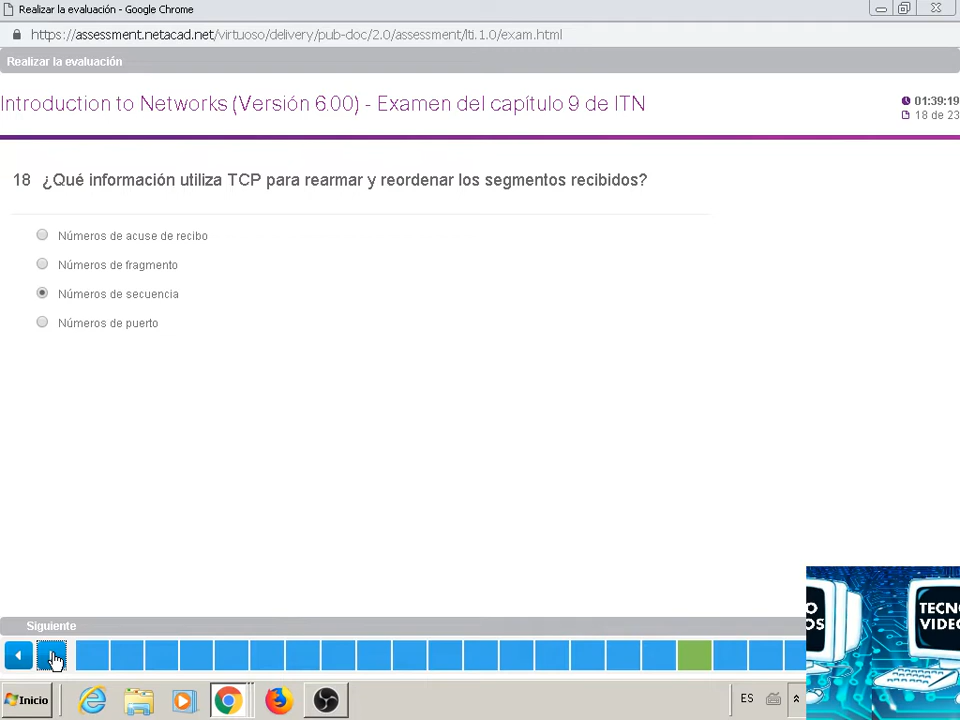 Realizar la evaluación - Google Chrome
https://assessment.netacad.net/virtuoso/delivery/pub-doc/2.0/assessment/lti.1.0/exam.html
Realizar la evaluación
Introduction to Networks (Versión 6.00) - Examen del capítulo 9 de ITN
01:39:19
18 de 23
18 ¿Qué información utiliza TCP para rearmar y reordenar los segmentos recibidos?
Números de acuse de recibo
Números de fragmento
Números de secuencia
Números de puerto
Siguiente
TECN
VIDEO
O
OS
Inicio
ES